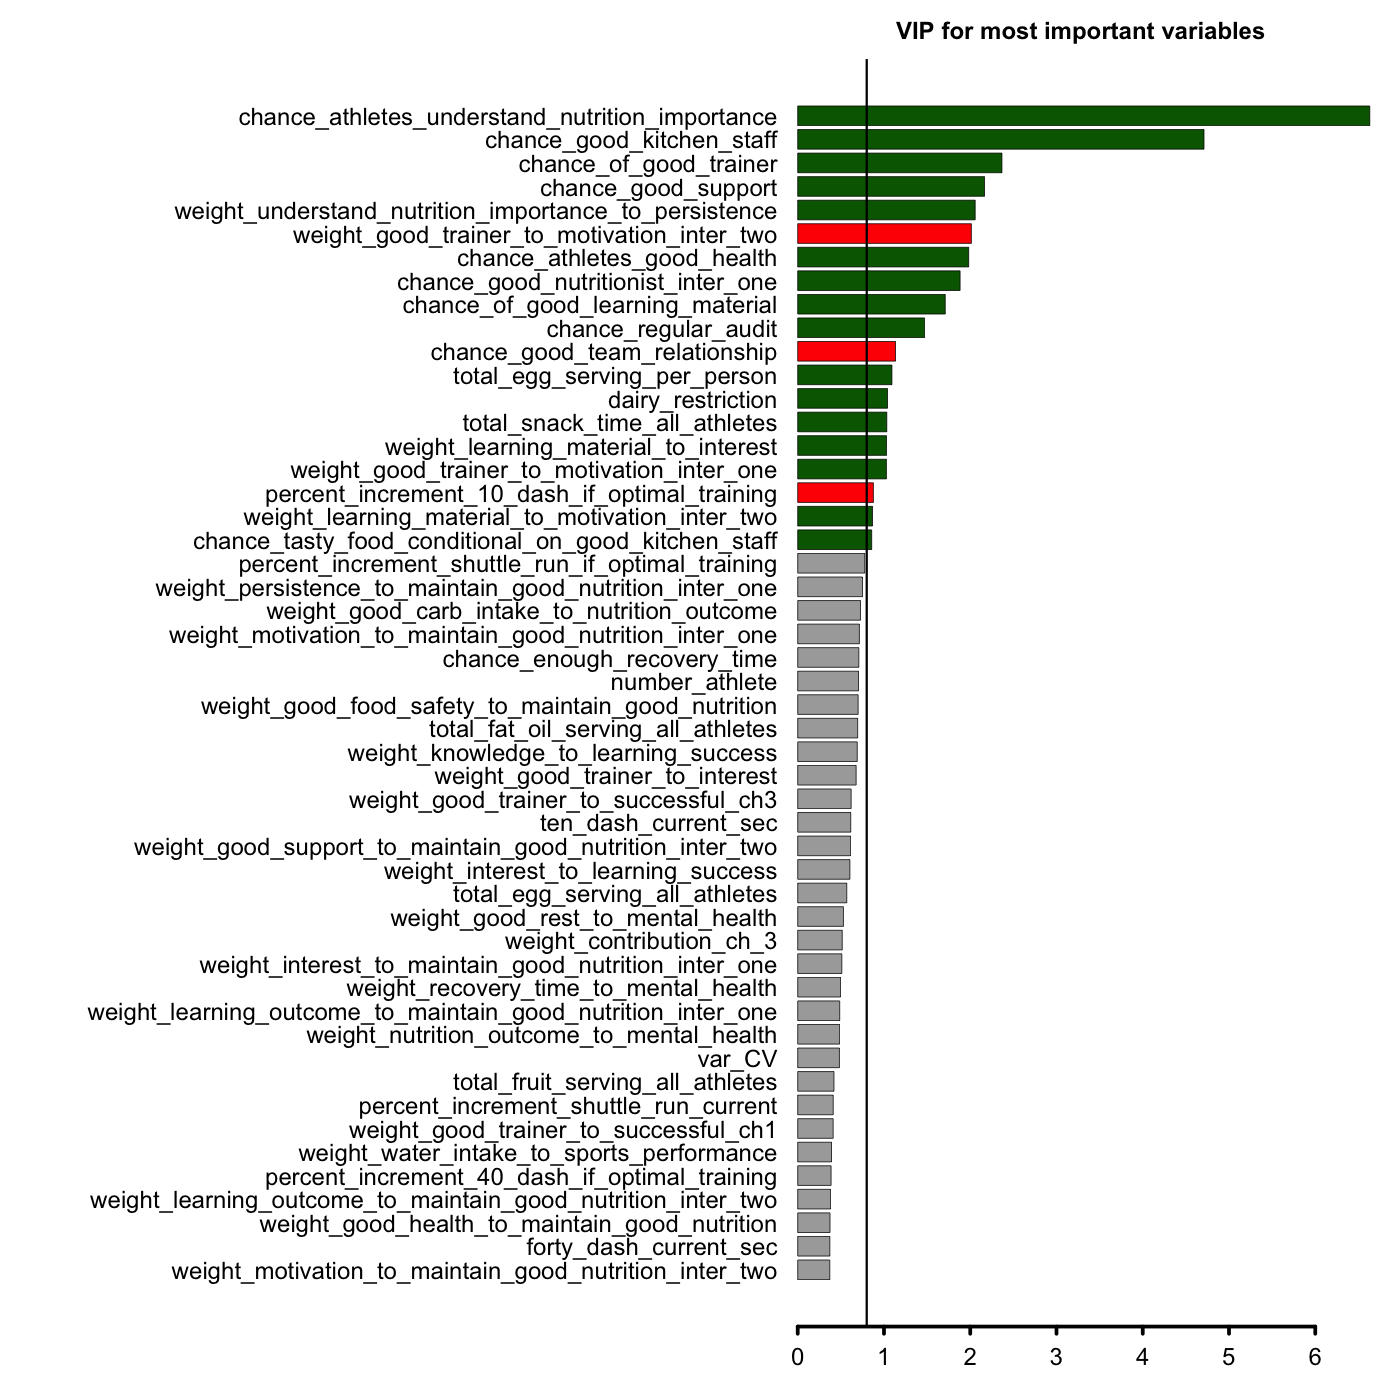 VIP for most important variables
chance_athletes_understand_nutrition_importance
chance_good_kitchen_staff
chance_of_good_trainer
chance_good_support
weight_understand_nutrition_importance_to_persistence
weight_good_trainer_to_motivation_inter_two
chance_athletes_good_health
chance_good_nutritionist_inter_one
chance_of_good_learning_material
chance_regular_audit
chance_good_team_relationship
total_egg_serving_per_person
dairy_restriction
total_snack_time_all_athletes
weight_learning_material_to_interest
weight_good_trainer_to_motivation_inter_one
percent_increment_10_dash_if_optimal_training
weight_learning_material_to_motivation_inter_two
chance_tasty_food_conditional_on_good_kitchen_staff
percent_increment_shuttle_run_if_optimal_training
weight_persistence_to_maintain_good_nutrition_inter_one
weight_good_carb_intake_to_nutrition_outcome
weight_motivation_to_maintain_good_nutrition_inter_one
chance_enough_recovery_time
number_athlete
weight_good_food_safety_to_maintain_good_nutrition
total_fat_oil_serving_all_athletes
weight_knowledge_to_learning_success
weight_good_trainer_to_interest
weight_good_trainer_to_successful_ch3
ten_dash_current_sec
weight_good_support_to_maintain_good_nutrition_inter_two
weight_interest_to_learning_success
total_egg_serving_all_athletes
weight_good_rest_to_mental_health
weight_contribution_ch_3
weight_interest_to_maintain_good_nutrition_inter_one
weight_recovery_time_to_mental_health
weight_learning_outcome_to_maintain_good_nutrition_inter_one
weight_nutrition_outcome_to_mental_health
var_CV
total_fruit_serving_all_athletes
percent_increment_shuttle_run_current
weight_good_trainer_to_successful_ch1
weight_water_intake_to_sports_performance
percent_increment_40_dash_if_optimal_training
weight_learning_outcome_to_maintain_good_nutrition_inter_two
weight_good_health_to_maintain_good_nutrition
forty_dash_current_sec
weight_motivation_to_maintain_good_nutrition_inter_two
0 1 2 3 4 5 6